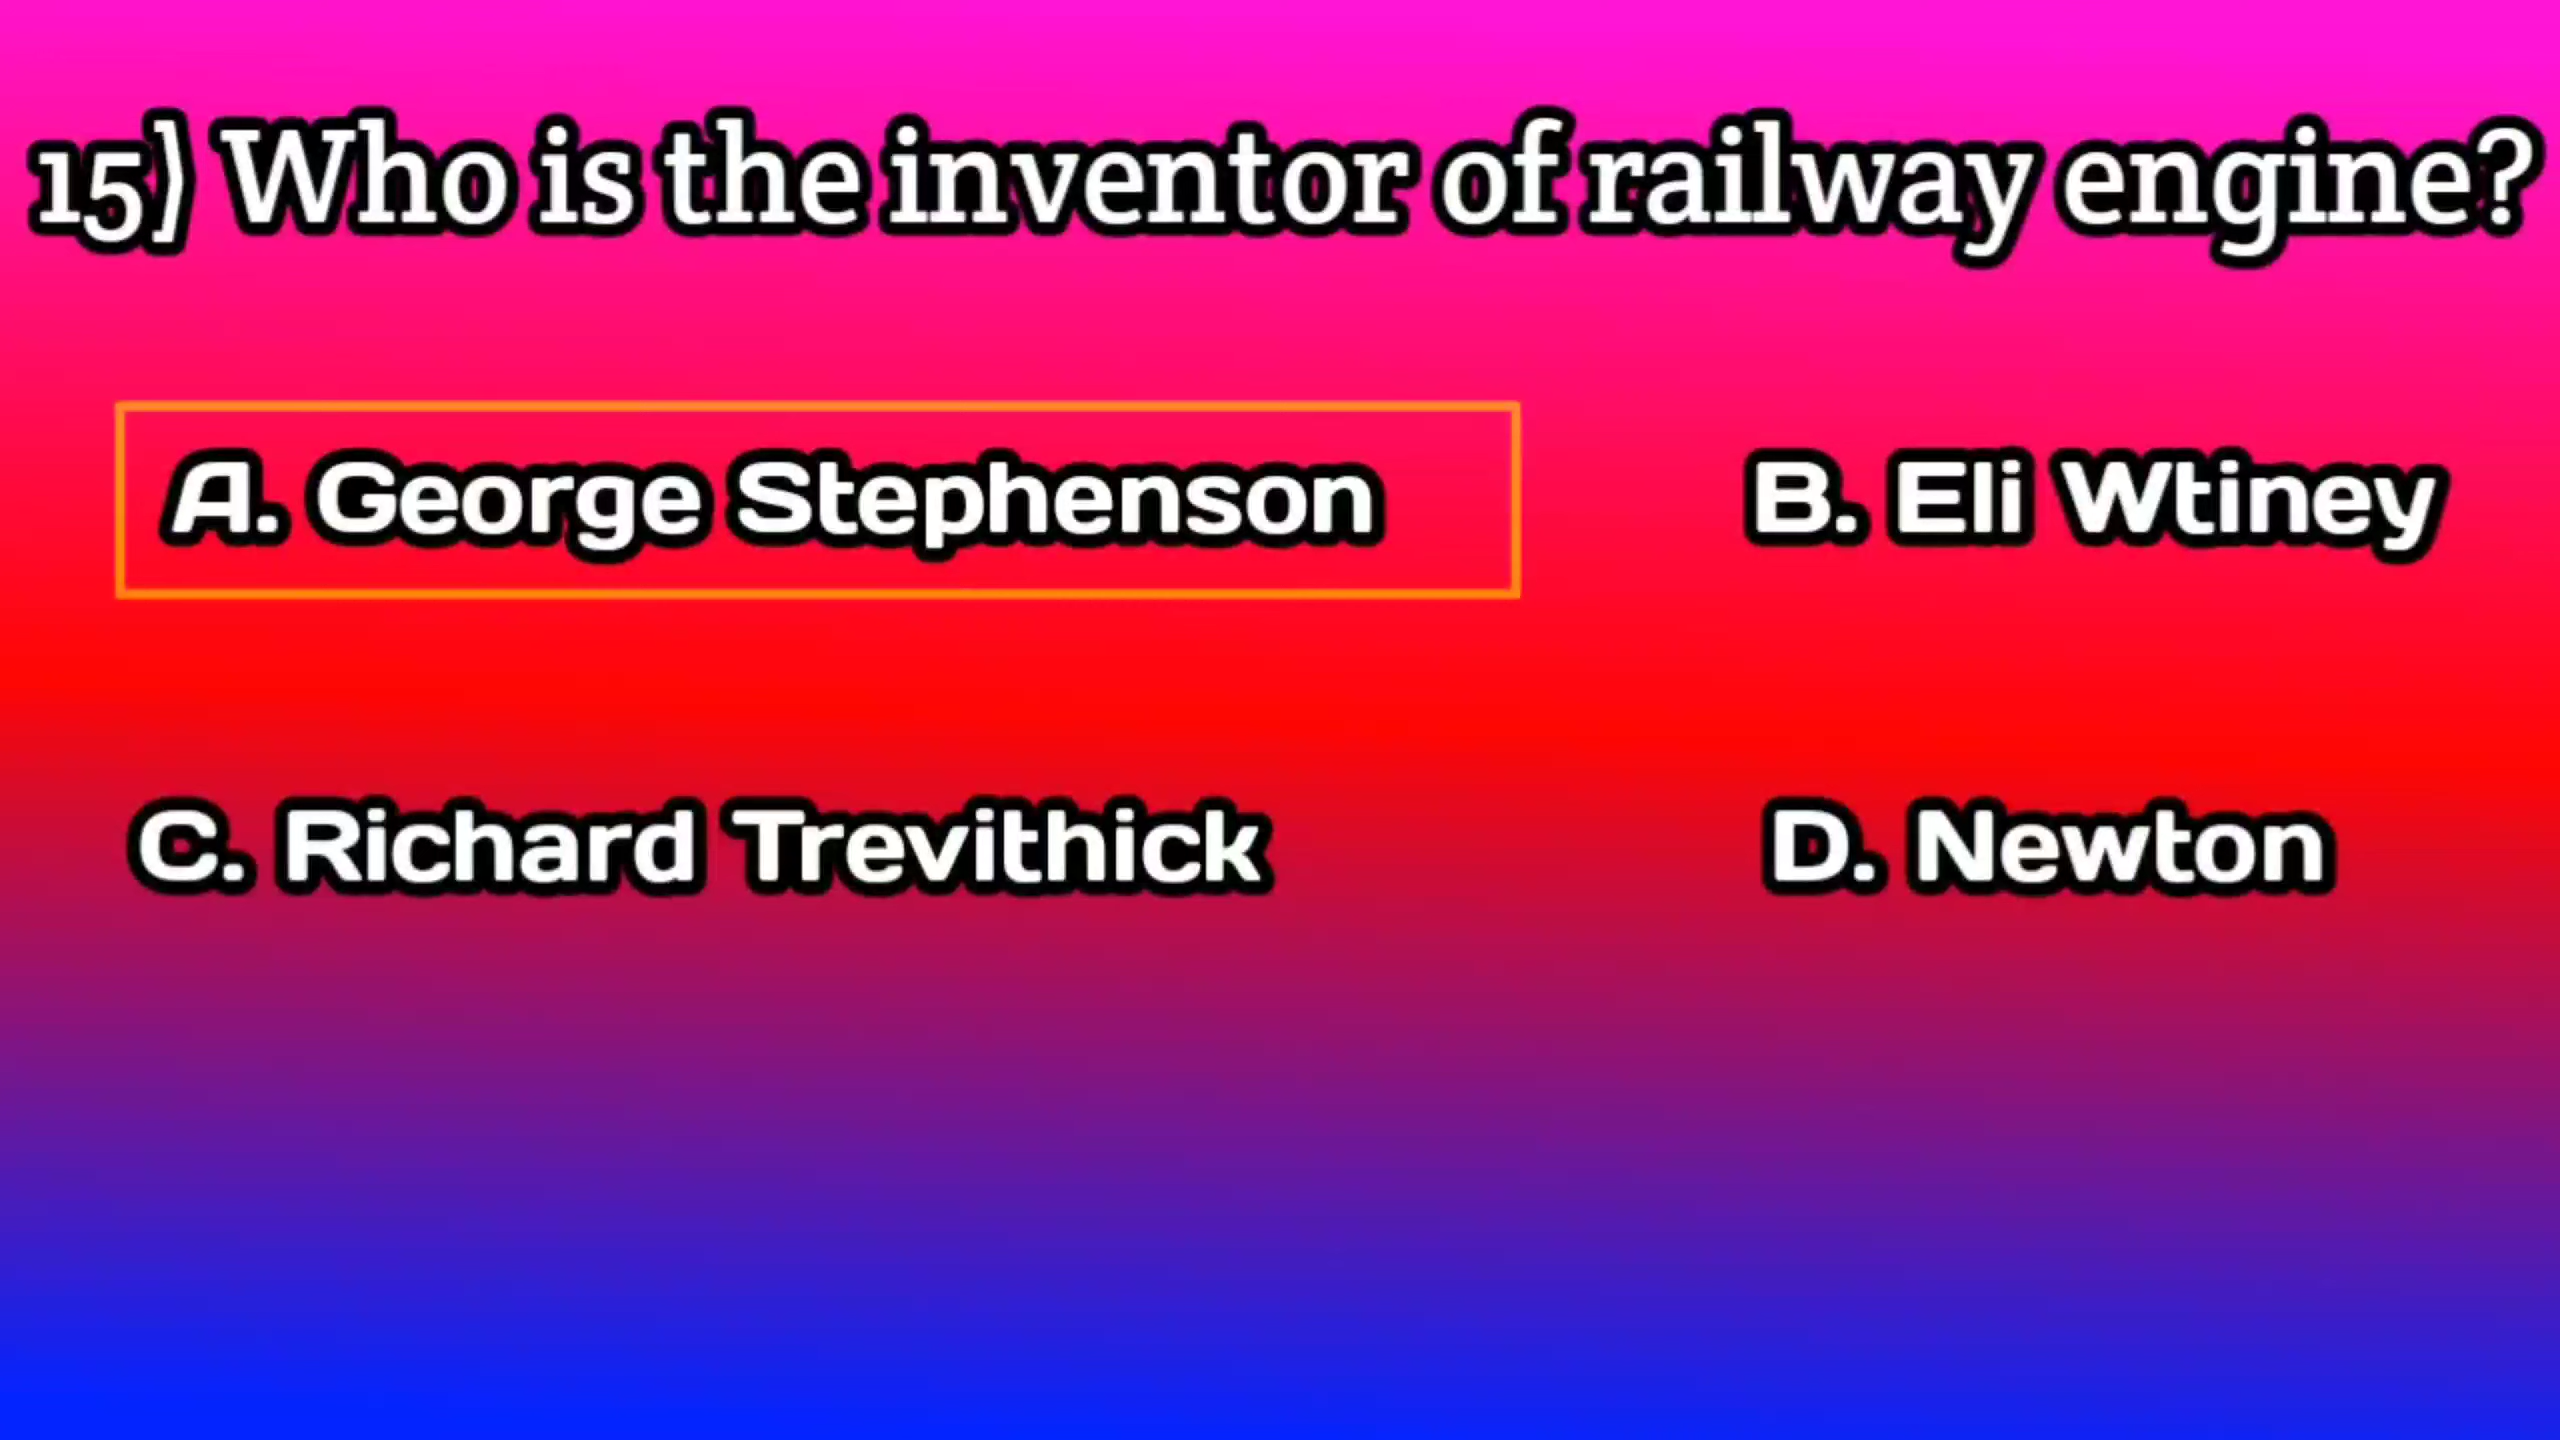 15) Who is the inventor of railway engine?
A. George Stephenson
B. Eli Wtiney
C. Richard Trevithick
D. Newton